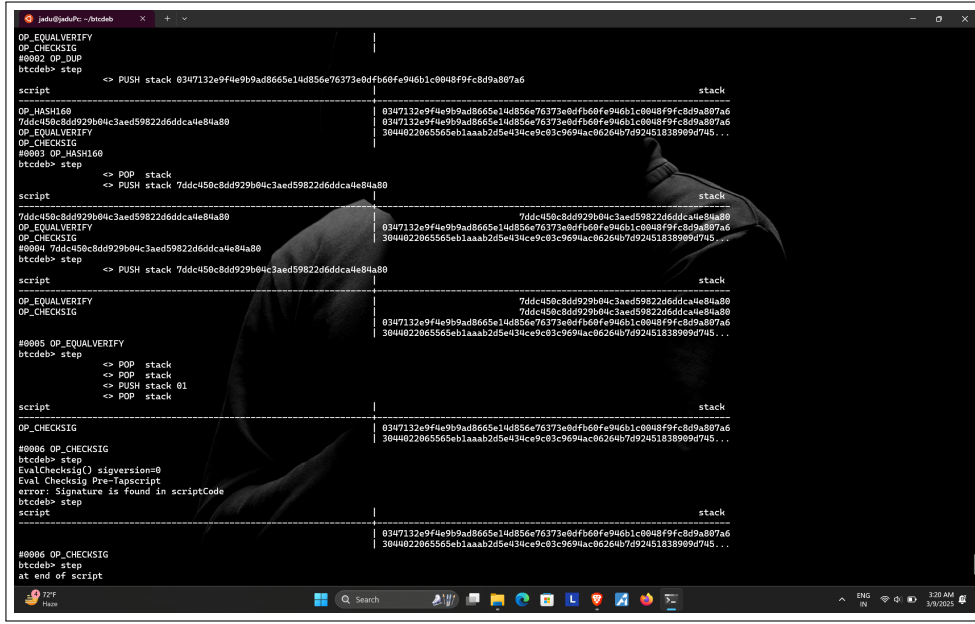 jadu@jaduPc: ~/btcdeb
OP_EQUALVERIFY |
OP_CHECKSIG |
#0002 OP_DUP
btcdeb> step
<> PUSH stack 0347132e9f4e9b9ad8665e14d856e76373e0dfb60fe946b1c0048f9fc8d9a807a6
script | stack
OP_HASH160 | 0347132e9f4e9b9ad8665e14d856e76373e0dfb60fe946b1c0048f9fc8d9a807a6
7ddc450c8dd929b04c3aed59822d6ddca4e84a80 | 0347132e9f4e9b9ad8665e14d856e76373e0dfb60fe946b1c0048f9fc8d9a807a6
OP_EQUALVERIFY | 3044022065565eb1aaab2d5e434ce9c03c9694ac06264b7d92451838909d745...
OP_CHECKSIG |
#0003 OP_HASH160
btcdeb> step
<> POP stack
<> PUSH stack 7ddc450c8dd929b04c3aed59822d6ddca4e84a80
script | stack
7ddc450c8dd929b04c3aed59822d6ddca4e84a80 | 7ddc450c8dd929b04c3aed59822d6ddca4e84a80
OP_EQUALVERIFY | 0347132e9f4e9b9ad8665e14d856e76373e0dfb60fe946b1c0048f9fc8d9a807a6
OP_CHECKSIG | 3044022065565eb1aaab2d5e434ce9c03c9694ac06264b7d92451838909d745...
#0004 7ddc450c8dd929b04c3aed59822d6ddca4e84a80
btcdeb> step
<> PUSH stack 7ddc450c8dd929b04c3aed59822d6ddca4e84a80
script | stack
OP_EQUALVERIFY | 7ddc450c8dd929b04c3aed59822d6ddca4e84a80
OP_CHECKSIG | 7ddc450c8dd929b04c3aed59822d6ddca4e84a80
| 0347132e9f4e9b9ad8665e14d856e76373e0dfb60fe946b1c0048f9fc8d9a807a6
| 3044022065565eb1aaab2d5e434ce9c03c9694ac06264b7d92451838909d745...
#0005 OP_EQUALVERIFY
btcdeb> step
<> POP stack
<> POP stack
<> PUSH stack 01
<> POP stack
script | stack
OP_CHECKSIG | 0347132e9f4e9b9ad8665e14d856e76373e0dfb60fe946b1c0048f9fc8d9a807a6
| 3044022065565eb1aaab2d5e434ce9c03c9694ac06264b7d92451838909d745...
#0006 OP_CHECKSIG
btcdeb> step
EvalChecksig() sigversion=0
Eval Checksig Pre-Tapscript
error: Signature is found in scriptCode
btcdeb> step
script | stack
| 0347132e9f4e9b9ad8665e14d856e76373e0dfb60fe946b1c0048f9fc8d9a807a6
| 3044022065565eb1aaab2d5e434ce9c03c9694ac06264b7d92451838909d745...
#0006 OP_CHECKSIG
btcdeb> step
at end of script
4 72°F Search L ENG 3:20 AM
Haze IN 3/9/2025